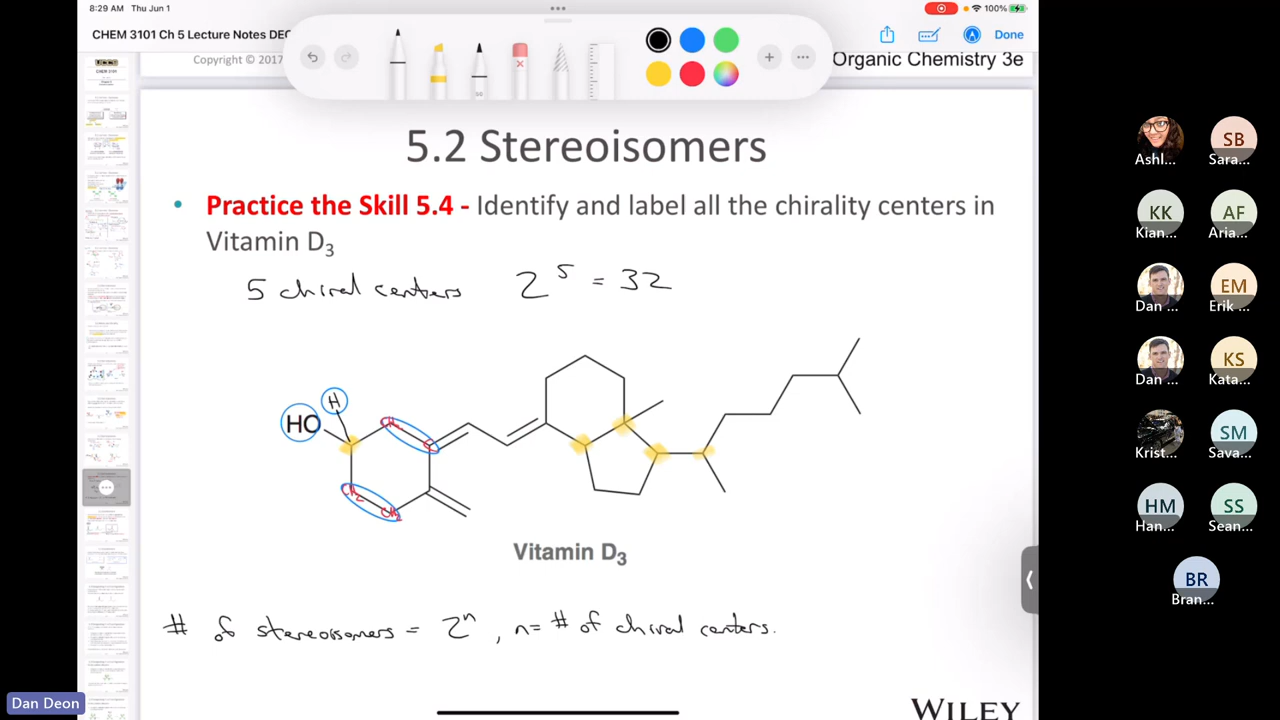 8:29 AM Thu Jun 1
100%
CHEM 3101 Ch 5 Lecture Notes DEC
Done
Copyright © 2017
Organic Chemistry 3e
5.2 Stereoisomers
• Practice the Skill 5.4 - Identify and label all the chirality centers in
Vitamin D3
5 chiral centers 2^5 = 32
H
HO
CH
C
CH2
CH2
Vitamin D3
# of stereoisomers = 2^n, n = # of chiral centers...
WILEY
Dan Deon
Ashl...
SB
Sara...
KK
Kian...
AF
Aria...
Dan ...
EM
Erik ...
Dan ...
KS
Kata...
Krist...
SM
Sava...
HM
Han...
SS
Sean...
BR
Bran...